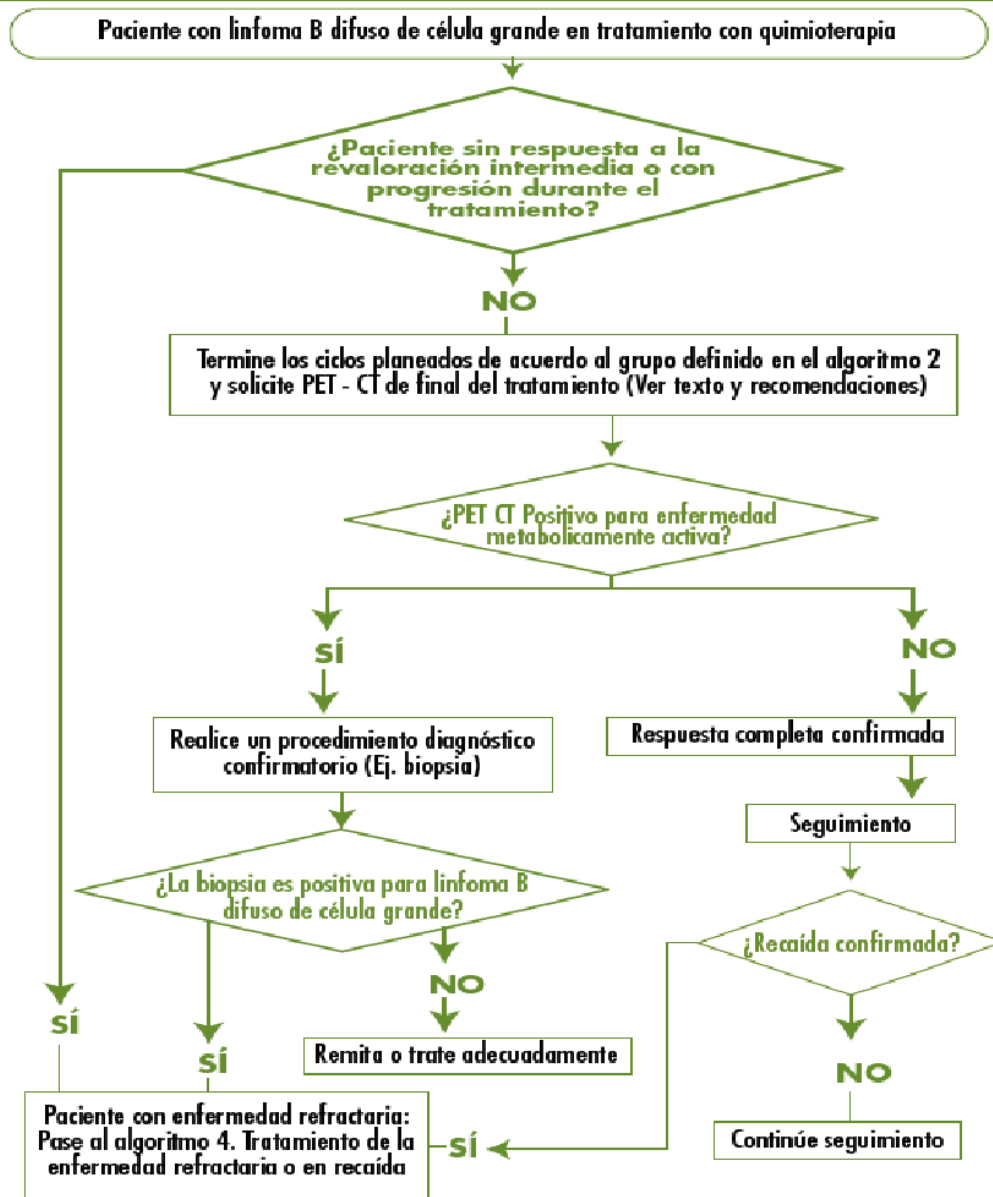 Paciente con linfoma B difuso de célula grande en tratamiento con quimioterapia
¿Paciente sin respuesta a la
revaloración intermedia o con
progresión durante el
tratamiento?
NO
Termine los ciclos planeados de acuerdo al grupo definido en el algoritmo 2
y solicite PET - CT de final del tratamiento (Ver texto y recomendaciones)
¿PET CT Positivo para enfermedad
metabolicamente activa?
SÍ
NO
Realice un procedimiento diagnóstico
confirmatorio (Ej. biopsia)
Respuesta completa confirmada
Seguimiento
¿La biopsia es positiva para linfoma B
difuso de célula grande?
¿Recaída confirmada?
NO
SÍ
SÍ
Remita o trate adecuadamente
NO
Paciente con enfermedad refractaria:
Pase al algoritmo 4. Tratamiento de la
enfermedad refractaria o en recaída
SÍ
Continúe seguimiento